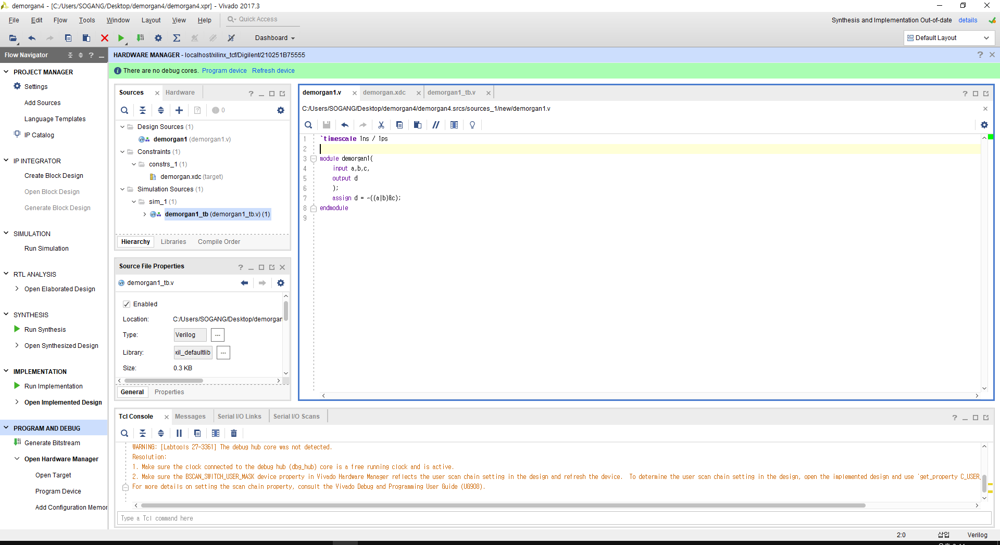 demorgan4 - [C:/Users/SOGANG/Desktop/demorgan4/demorgan4.xpr] - Vivado 2017.3
File Edit Flow Tools Window Layout View Help Quick Access
Synthesis and Implementation Out-of-date details
Dashboard
Default Layout
Flow Navigator
PROJECT MANAGER
Settings
Add Sources
Language Templates
IP Catalog
IP INTEGRATOR
Create Block Design
Open Block Design
Generate Block Design
SIMULATION
Run Simulation
RTL ANALYSIS
Open Elaborated Design
SYNTHESIS
Run Synthesis
Open Synthesized Design
IMPLEMENTATION
Run Implementation
Open Implemented Design
PROGRAM AND DEBUG
Generate Bitstream
Open Hardware Manager
Open Target
Program Device
Add Configuration Memor
HARDWARE MANAGER - localhost/xilinx_tcf/Digilent/210251B75555
There are no debug cores. Program device Refresh device
Sources Hardware
0
Design Sources (1)
demorgan1 (demorgan1.v)
Constraints (1)
constrs_1 (1)
demorgan.xdc (target)
Simulation Sources (1)
sim_1 (1)
demorgan1_tb (demorgan1_tb.v) (1)
Hierarchy Libraries Compile Order
Source File Properties
demorgan1_tb.v
Enabled
Location: C:/Users/SOGANG/Desktop/demorgan
Type: Verilog ...
Library: xil_defaultlib ...
Size: 0.3 KB
General Properties
demorgan1.v demorgan.xdc demorgan1_tb.v
C:/Users/SOGANG/Desktop/demorgan4/demorgan4.srcs/sources_1/new/demorgan1.v
1 `timescale 1ns / 1ps
2
3 module demorgan1(
4 input a,b,c,
5 output d
6 );
7 assign d = ~((a|b)&c);
8 endmodule
9
Tcl Console Messages Serial I/O Links Serial I/O Scans
WARNING: [Labtools 27-3361] The debug hub core was not detected.
Resolution:
1. Make sure the clock connected to the debug hub (dbg_hub) core is a free running clock and is active.
2. Make sure the BSCAN_SWITCH_USER_MASK device property in Vivado Hardware Manager reflects the user scan chain setting in the design and refresh the device. To determine the user scan chain setting in the design, open the implemented design and use 'get_property C_USER_
For more details on setting the scan chain property, consult the Vivado Debug and Programming User Guide (UG908).
Type a Tcl command here
2:0 삽입 Verilog